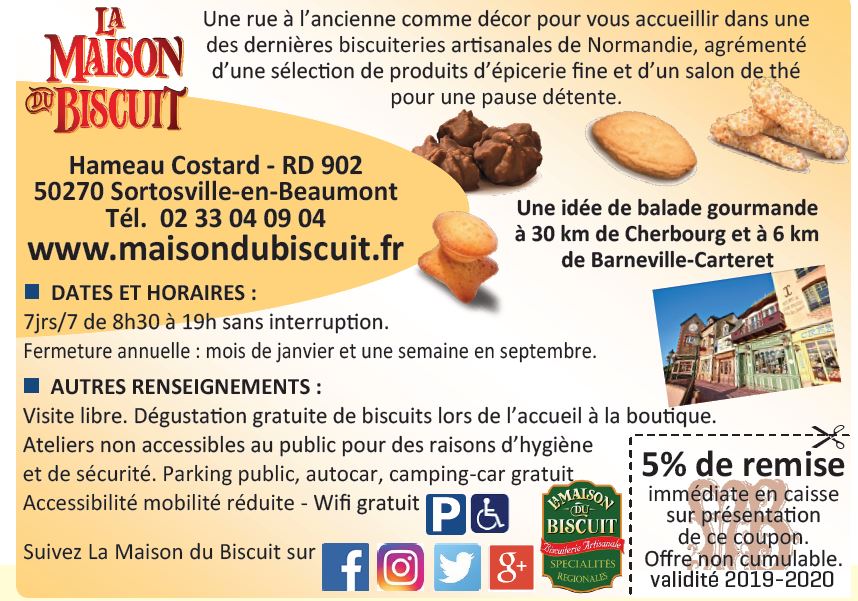 LA
MAISON
DU BISCUIT
Une rue à l'ancienne comme décor pour vous accueillir dans une
des dernières biscuiteries artisanales de Normandie, agrémenté
d'une sélection de produits d'épicerie fine et d'un salon de thé
pour une pause détente.
Hameau Costard - RD 902
50270 Sortosville-en-Beaumont
Tél. 02 33 04 09 04
www.maisondubiscuit.fr
Une idée de balade gourmande
à 30 km de Cherbourg et à 6 km
de Barneville-Carteret
DATES ET HORAIRES :
7jrs/7 de 8h30 à 19h sans interruption.
Fermeture annuelle : mois de janvier et une semaine en septembre.
AUTRES RENSEIGNEMENTS :
Visite libre. Dégustation gratuite de biscuits lors de l'accueil à la boutique.
Ateliers non accessibles au public pour des raisons d'hygiène
et de sécurité. Parking public, autocar, camping-car gratuit
Accessibilité mobilité réduite - Wifi gratuit
P
Suivez La Maison du Biscuit sur
f
g+
LA MAISON
DU
BISCUIT
Biscuiterie Artisanale
SPECIALITÉS
RÉGIONALES
5% de remise
immédiate en caisse
sur présentation
de ce coupon.
Offre non cumulable.
validité 2019-2020